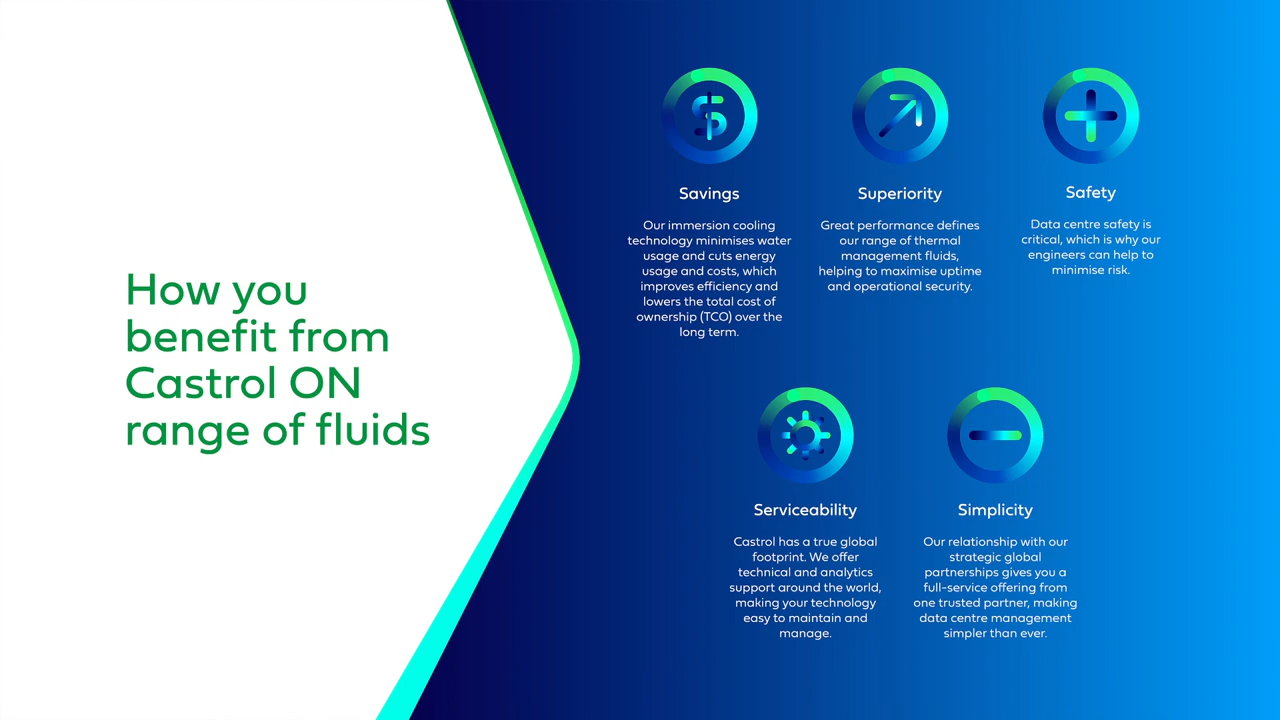 How you
benefit from
Castrol ON
range of fluids
Savings
Our immersion cooling
technology minimises water
usage and cuts energy
usage and costs, which
improves efficiency and
lowers the total cost of
ownership (TCO) over the
long term.
Superiority
Great performance defines
our range of thermal
management fluids,
helping to maximise uptime
and operational security.
Safety
Data centre safety is
critical, which is why our
engineers can help to
minimise risk.
Serviceability
Castrol has a true global
footprint. We offer
technical and analytics
support around the world,
making your technology
easy to maintain and
manage.
Simplicity
Our relationship with our
strategic global
partnerships gives you a
full-service offering from
one trusted partner, making
data centre management
simpler than ever.